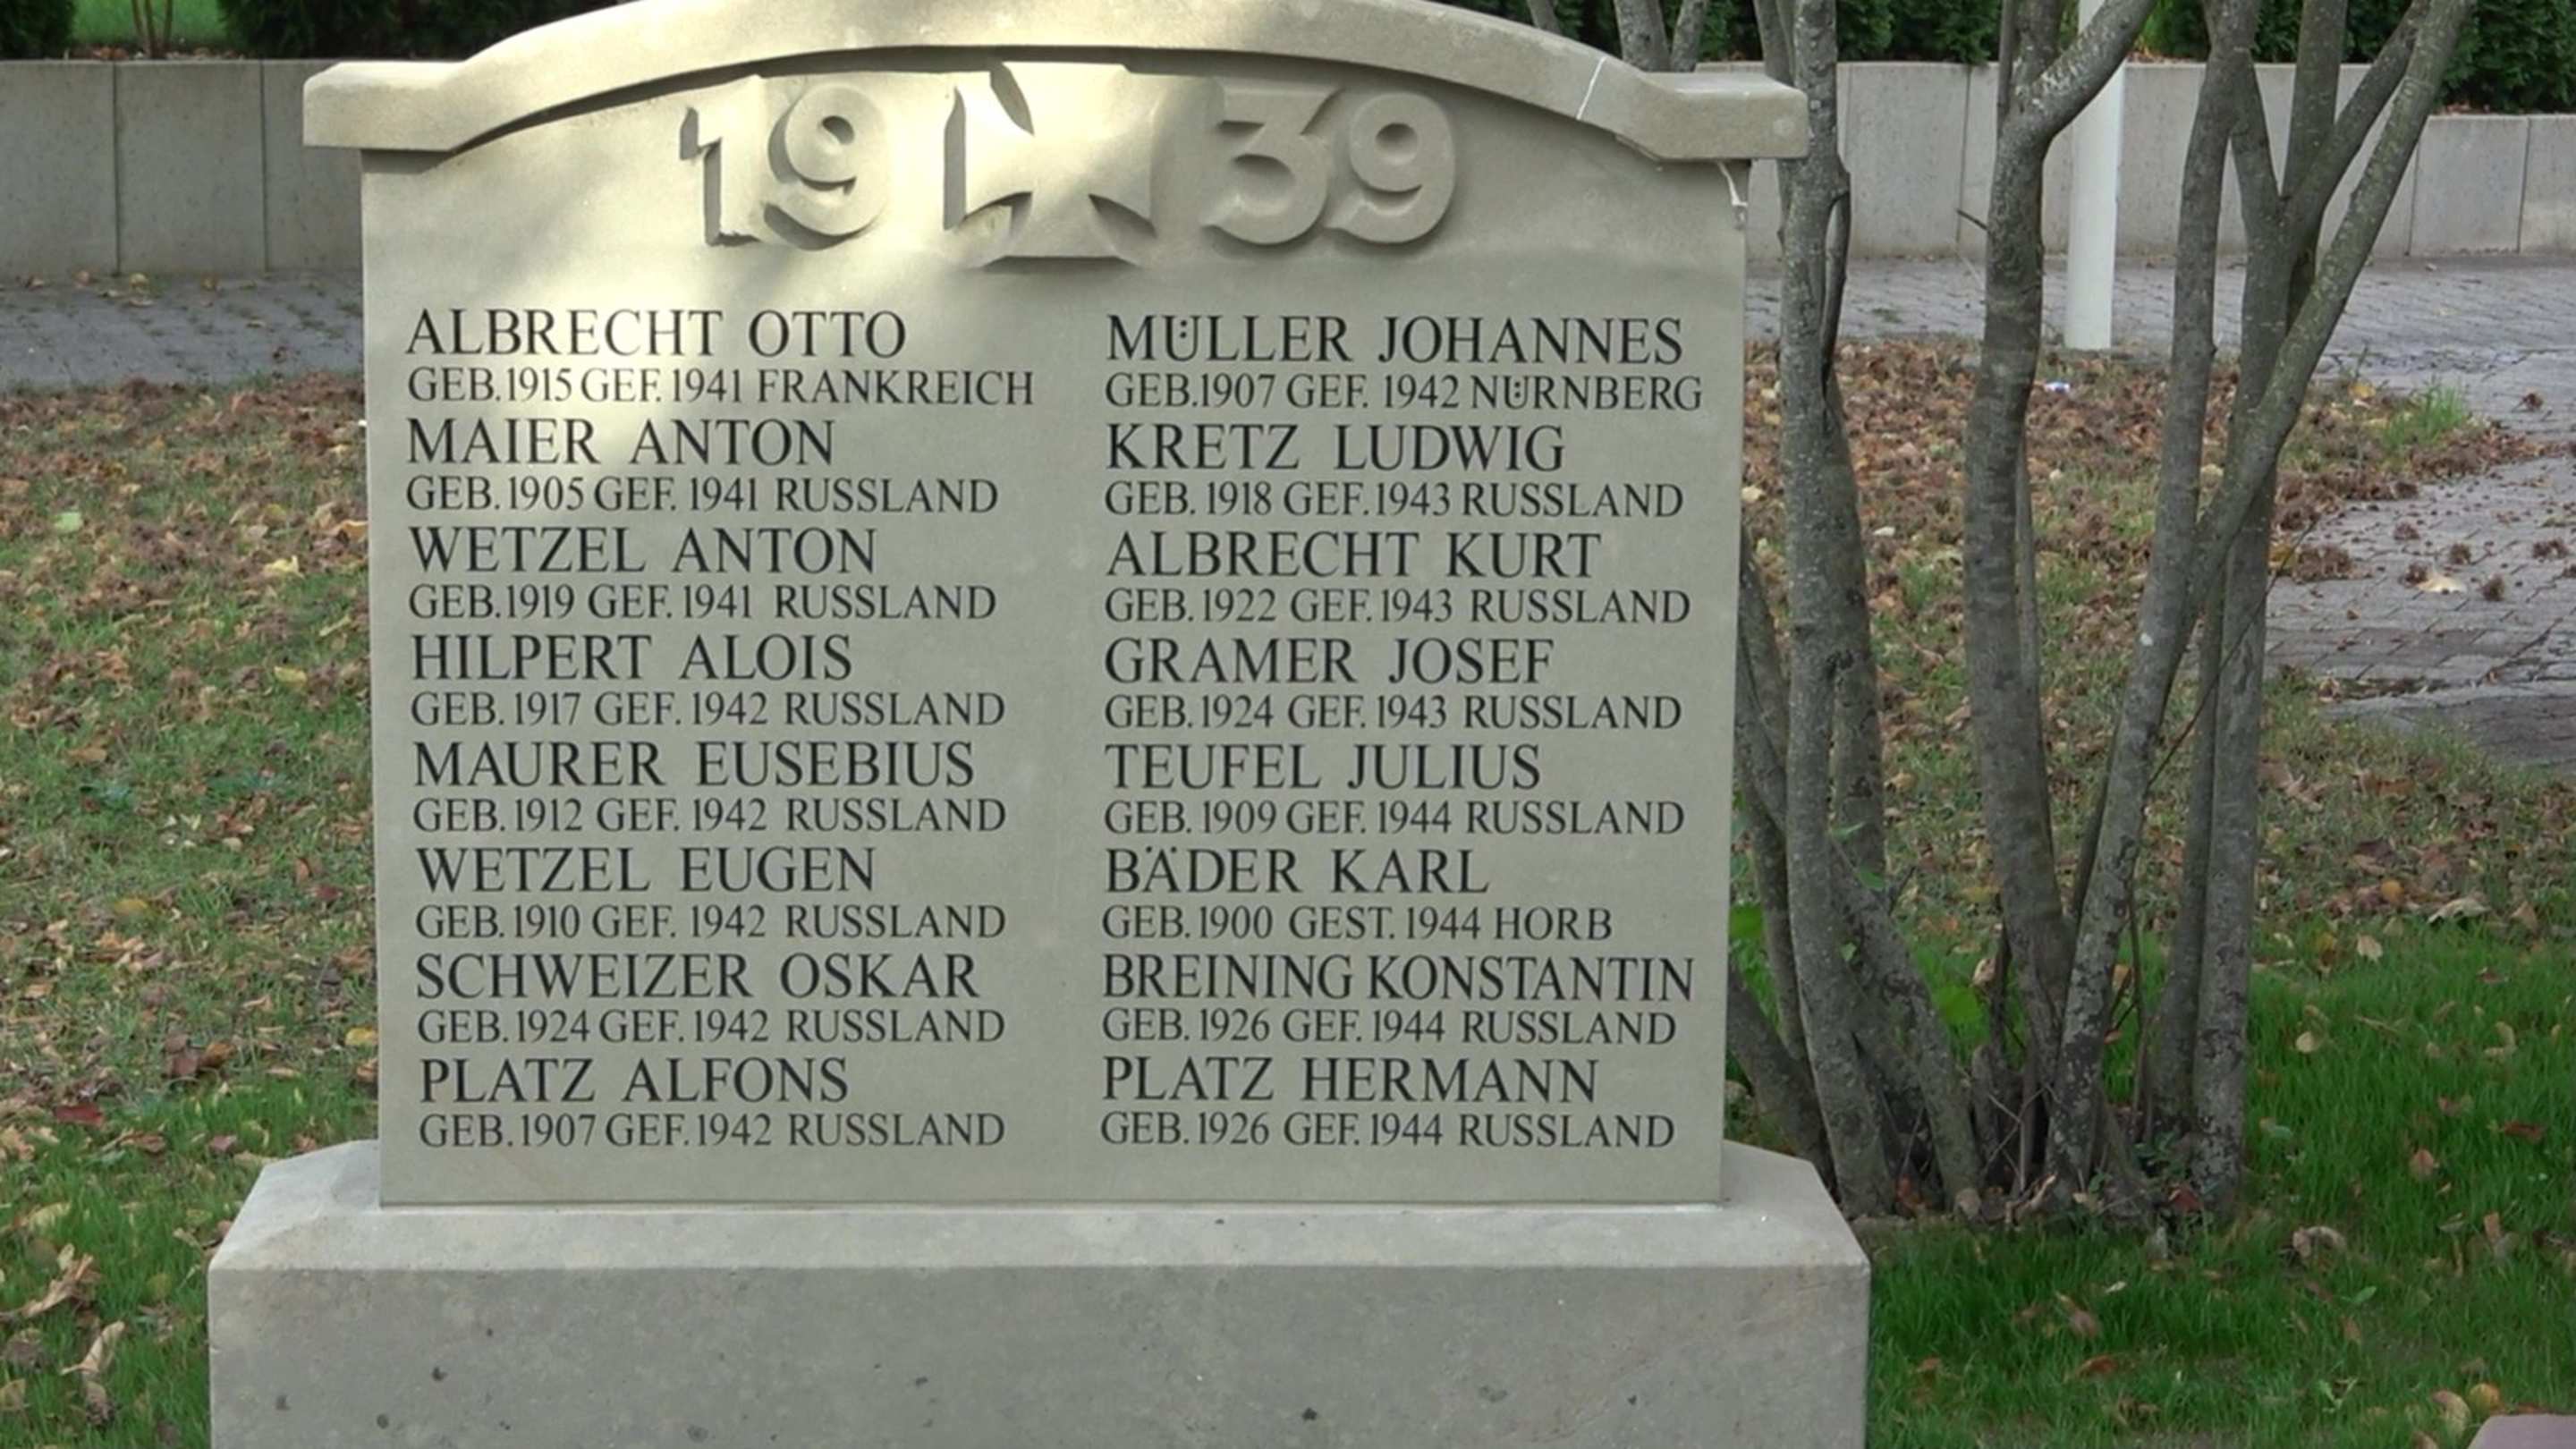 19 39
ALBRECHT OTTO
GEB. 1915 GEF. 1941 FRANKREICH
MAIER ANTON
GEB. 1905 GEF. 1941 RUSSLAND
WETZEL ANTON
GEB. 1919 GEF. 1941 RUSSLAND
HILPERT ALOIS
GEB. 1917 GEF. 1942 RUSSLAND
MAURER EUSEBIUS
GEB. 1912 GEF. 1942 RUSSLAND
WETZEL EUGEN
GEB. 1910 GEF. 1942 RUSSLAND
SCHWEIZER OSKAR
GEB. 1924 GEF. 1942 RUSSLAND
PLATZ ALFONS
GEB. 1907 GEF. 1942 RUSSLAND
MÜLLER JOHANNES
GEB. 1907 GEF. 1942 NÜRNBERG
KRETZ LUDWIG
GEB. 1918 GEF. 1943 RUSSLAND
ALBRECHT KURT
GEB. 1922 GEF. 1943 RUSSLAND
GRAMER JOSEF
GEB. 1924 GEF. 1943 RUSSLAND
TEUFEL JULIUS
GEB. 1909 GEF. 1944 RUSSLAND
BÄDER KARL
GEB. 1900 GEST. 1944 HORB
BREINING KONSTANTIN
GEB. 1926 GEF. 1944 RUSSLAND
PLATZ HERMANN
GEB. 1926 GEF. 1944 RUSSLAND